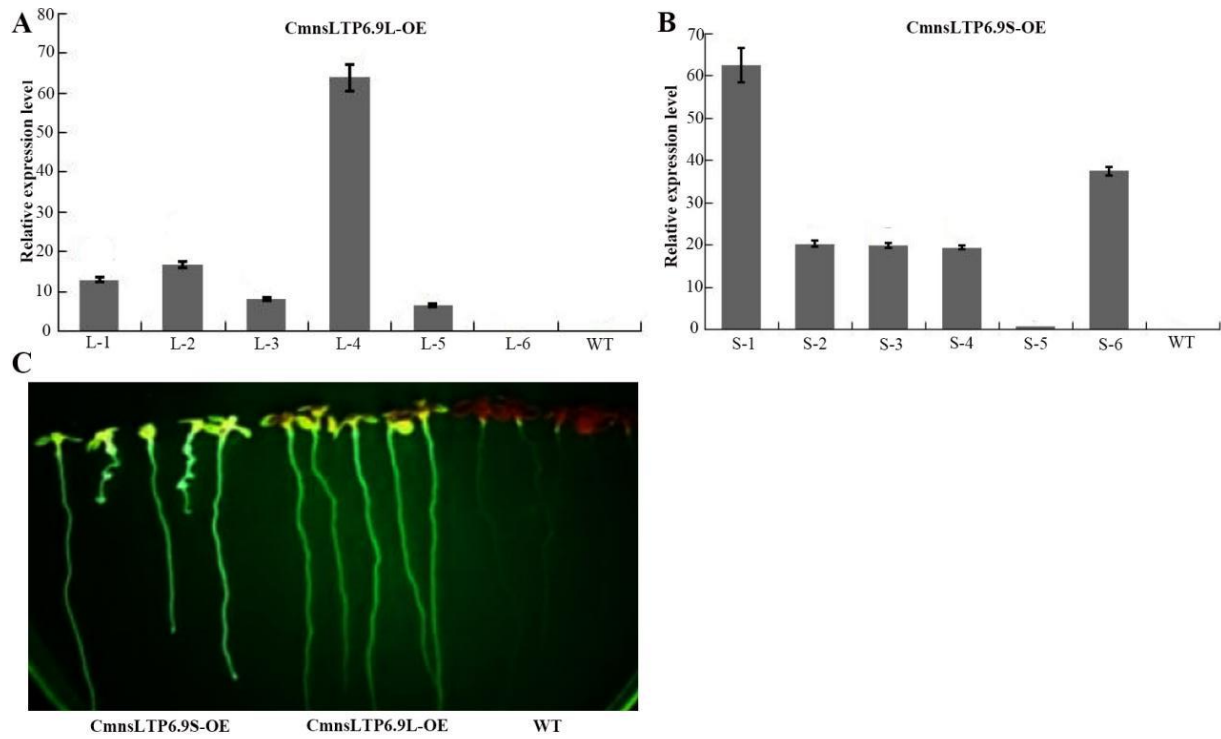 A
CmnsLTP6.9L-OE
Relative expression level
80
70
60
50
40
30
20
10
0
L-1 L-2 L-3 L-4 L-5 L-6 WT
B
CmnsLTP6.9S-OE
Relative expression level
70
60
50
40
30
20
10
0
S-1 S-2 S-3 S-4 S-5 S-6 WT
C
CmnsLTP6.9S-OE CmnsLTP6.9L-OE WT